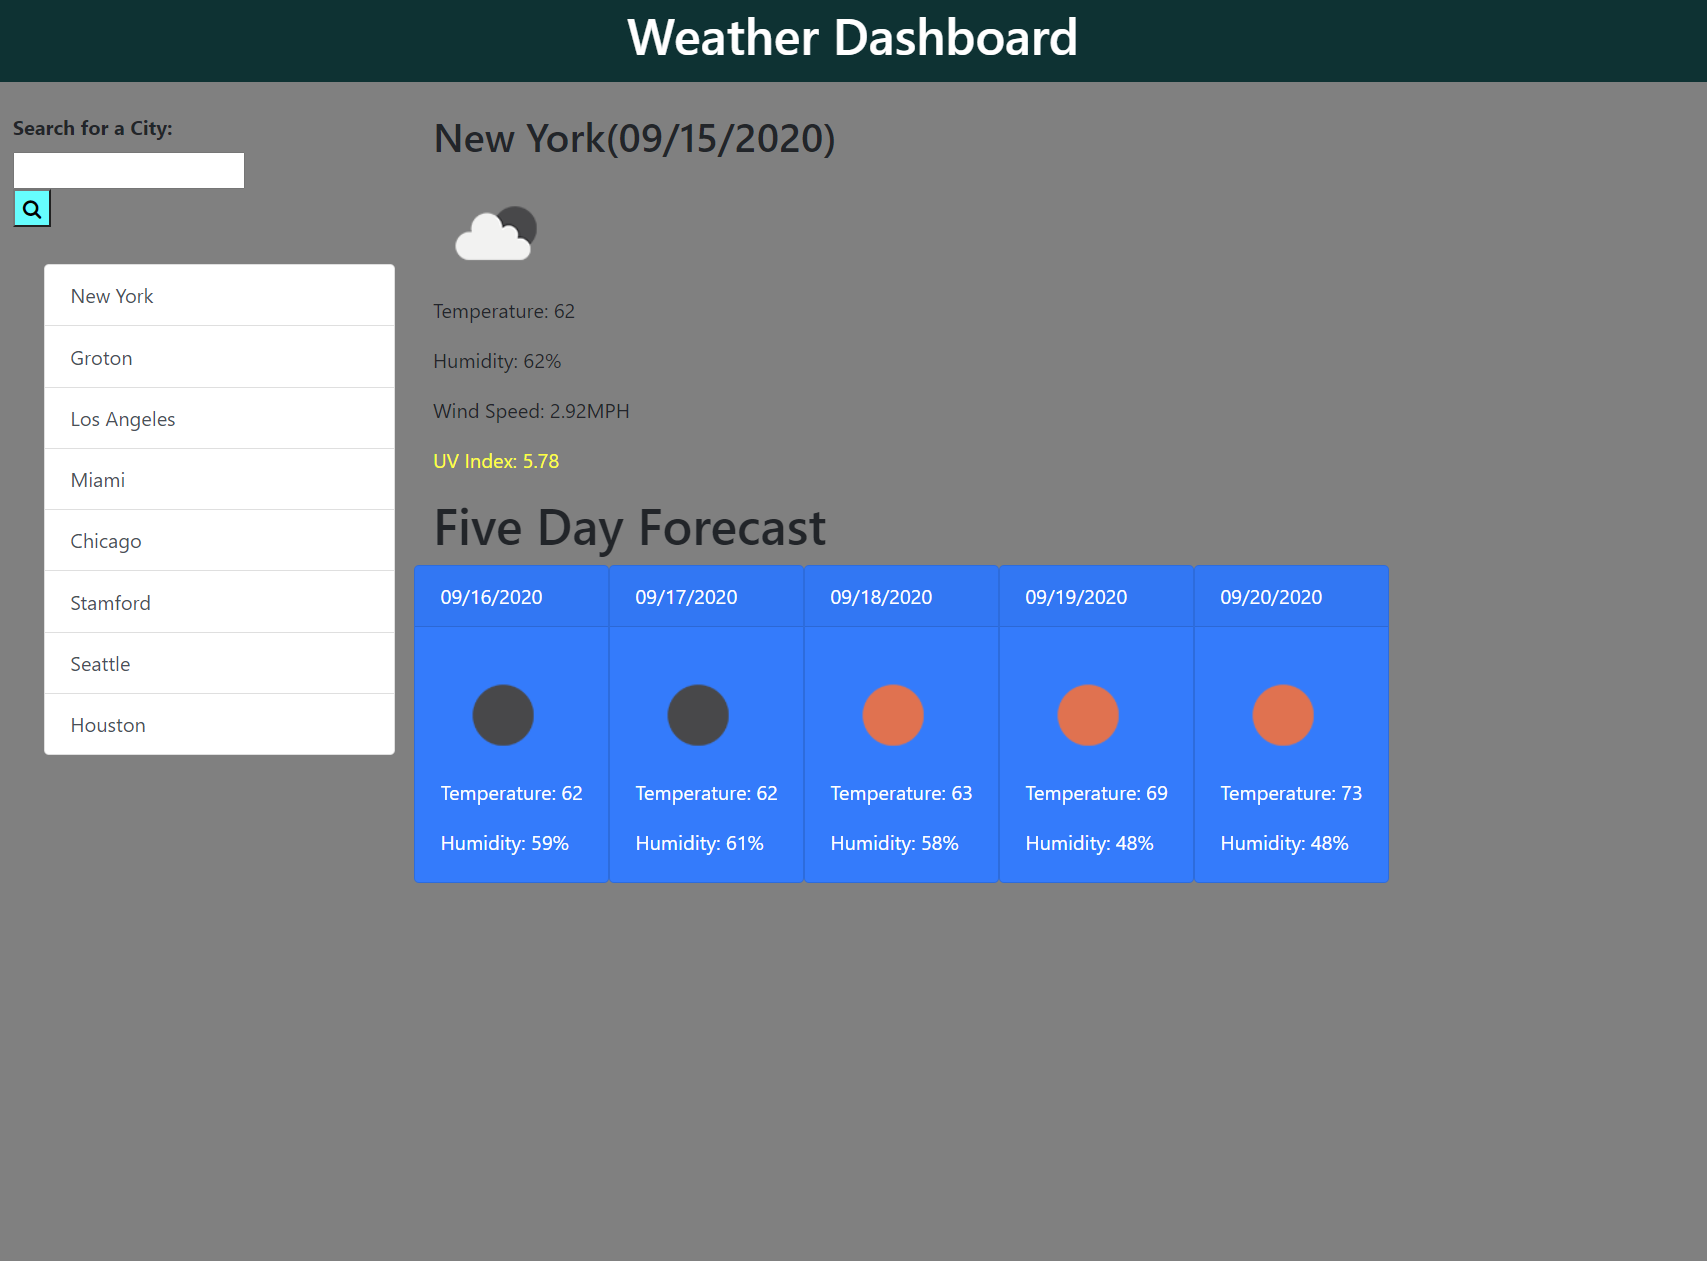 Weather Dashboard
Search for a City:
New York
Groton
Los Angeles
Miami
Chicago
Stamford
Seattle
Houston
New York(09/15/2020)
Temperature: 62
Humidity: 62%
Wind Speed: 2.92MPH
UV Index: 5.78
Five Day Forecast
09/16/2020
Temperature: 62
Humidity: 59%
09/17/2020
Temperature: 62
Humidity: 61%
09/18/2020
Temperature: 63
Humidity: 58%
09/19/2020
Temperature: 69
Humidity: 48%
09/20/2020
Temperature: 73
Humidity: 48%